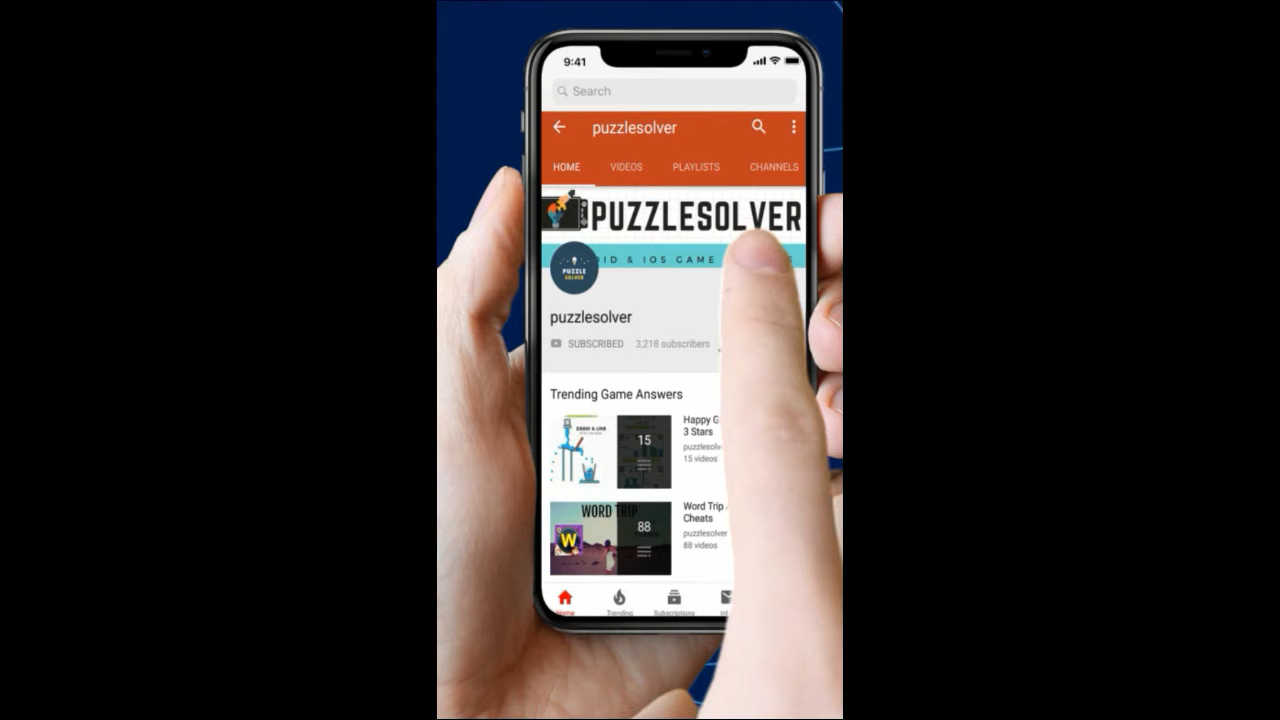 9:41
Search
puzzlesolver
HOME VIDEOS PLAYLISTS CHANNELS
PUZZLESOLVER
& IOS GAME
PUZZLE
SOLVER
puzzlesolver
SUBSCRIBED 3,218 subscribers
Trending Game Answers
DRAW A LINE
15
Happy G
3 Stars
puzzlesolv
15 videos
WORD TRIP
W
88
Word Trip
Cheats
puzzlesolver
88 videos
Home Trending Subscriptions